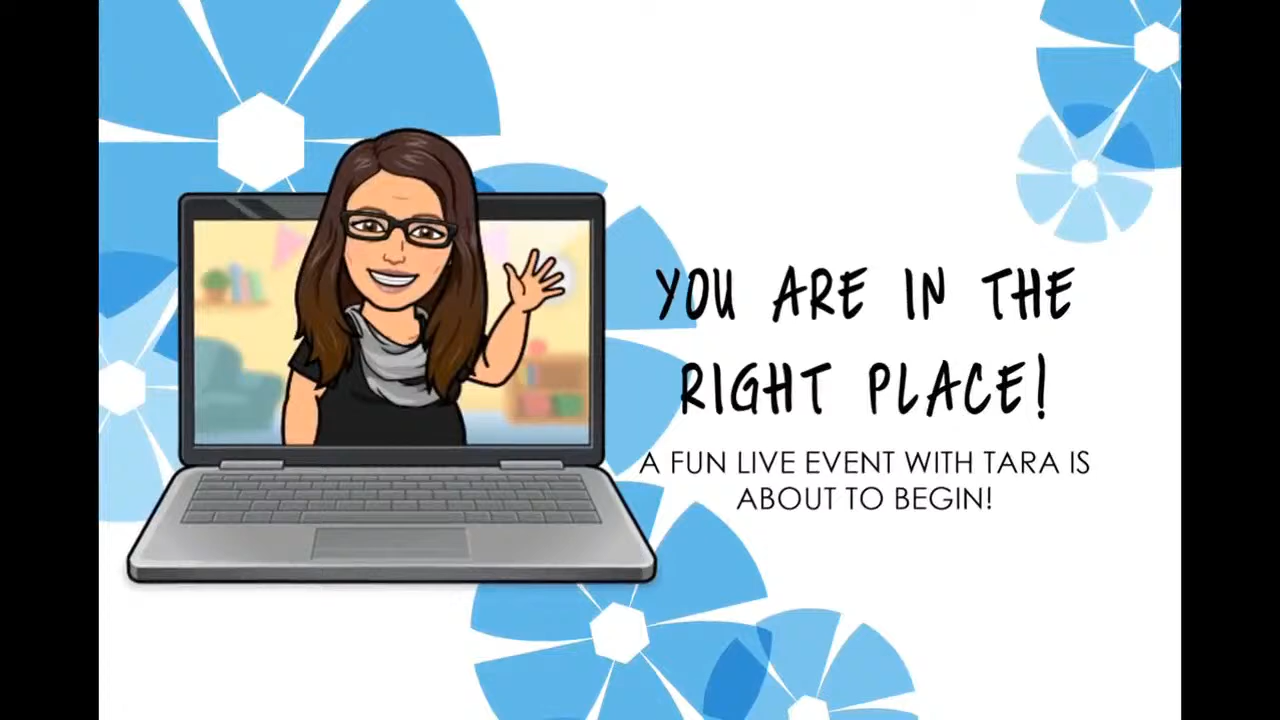 YOU ARE IN THE
RIGHT PLACE!
A FUN LIVE EVENT WITH TARA IS
ABOUT TO BEGIN!